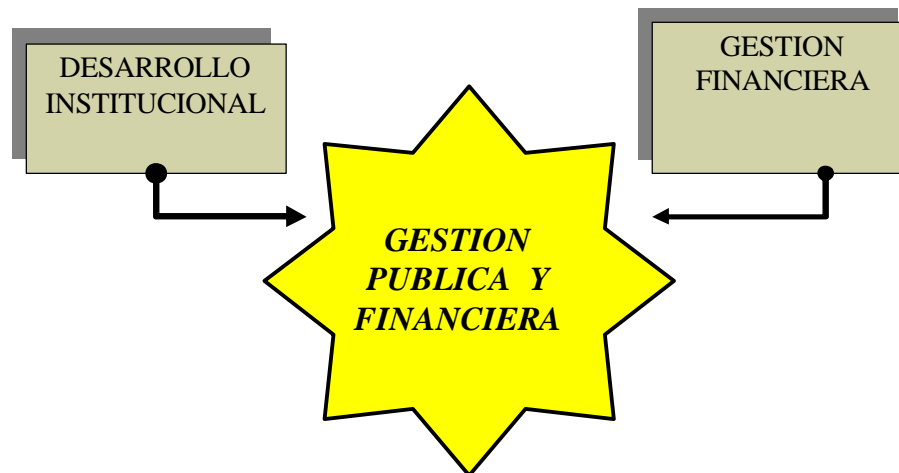 DESARROLLO
INSTITUCIONAL
GESTION
FINANCIERA
GESTION
PUBLICA Y
FINANCIERA